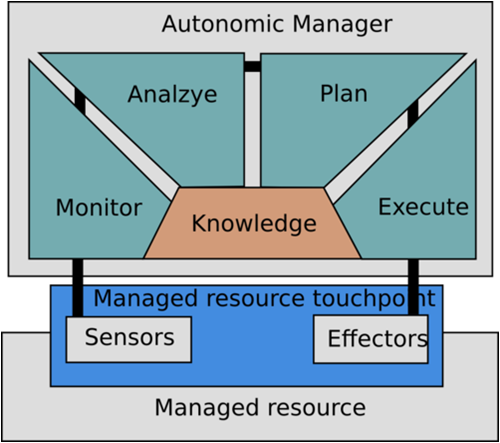 Autonomic Manager
Analzye
Plan
Monitor
Knowledge
Execute
Managed resource touchpoint
Sensors
Effectors
Managed resource